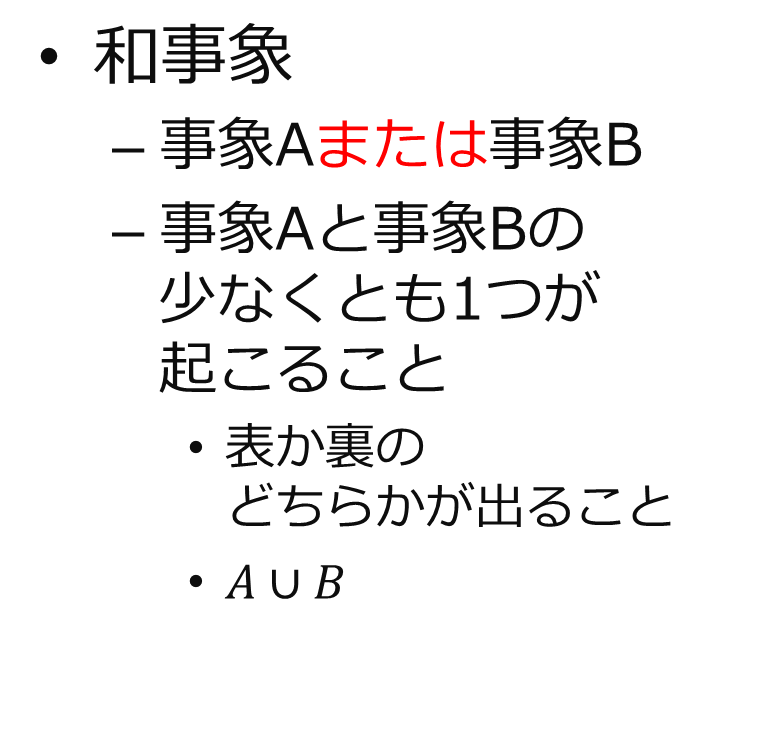 • 和事象
– 事象Aまたは事象B
– 事象Aと事象Bの
少なくとも1つが
起こること
• 表か裏の
どちらかが出ること
• A ∪ B